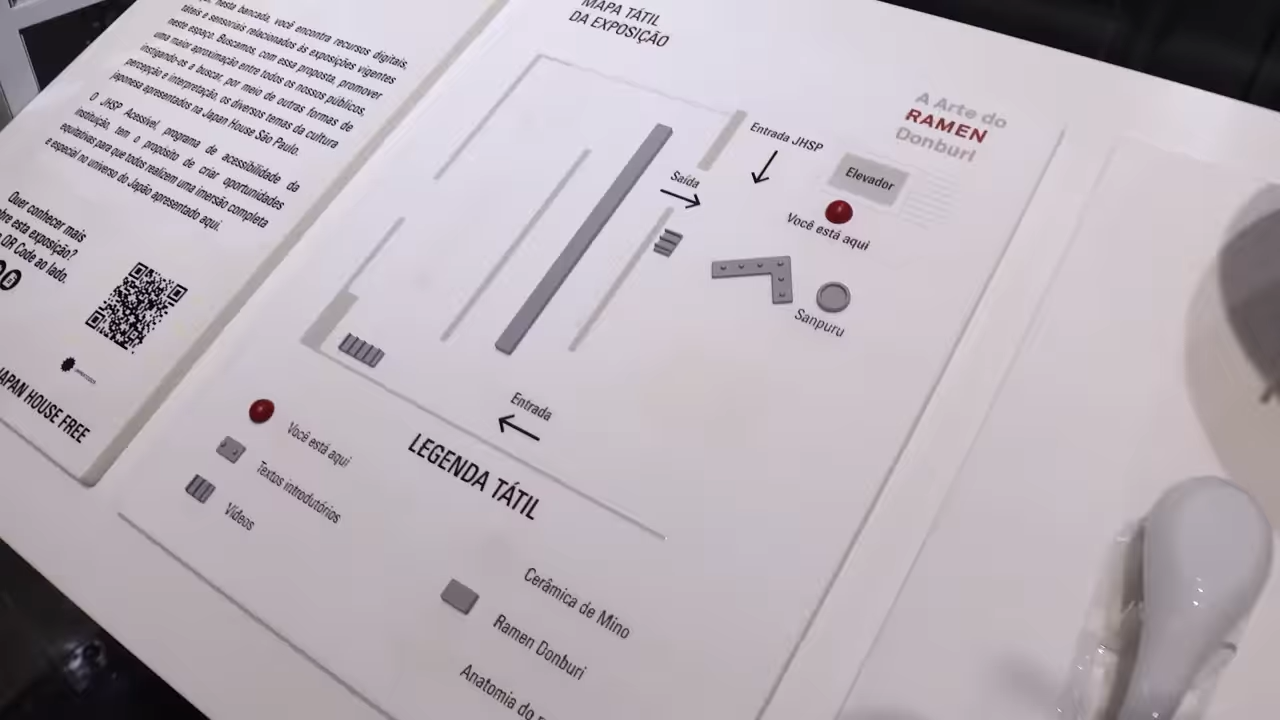 nesta bancada, você encontra recursos digitais,
táteis e sensoriais relacionados às exposições vigentes
neste espaço. Buscamos, com essa proposta, promover
uma maior aproximação entre todos os nossos públicos,
instigando-os a buscar, por meio de outras formas de
percepção e interpretação, os diversos temas da cultura
japonesa apresentados na Japan House São Paulo.
O JHSP Acessível, programa de acessibilidade da
instituição, tem o propósito de criar oportunidades
equitativas para que todos realizem uma imersão completa
e especial no universo do Japão apresentado aqui.
Quer conhecer mais
sobre esta exposição?
QR Code ao lado.
JAPAN HOUSE FREE
MAPA TÁTIL
DA EXPOSIÇÃO
A Arte do
RAMEN
Donburi
Entrada JHSP
Elevador
Saída
Você está aqui
Sanpuru
Entrada
LEGENDA TÁTIL
Você está aqui
Textos introdutórios
Vídeos
Cerâmica de Mino
Ramen Donburi
Anatomia do